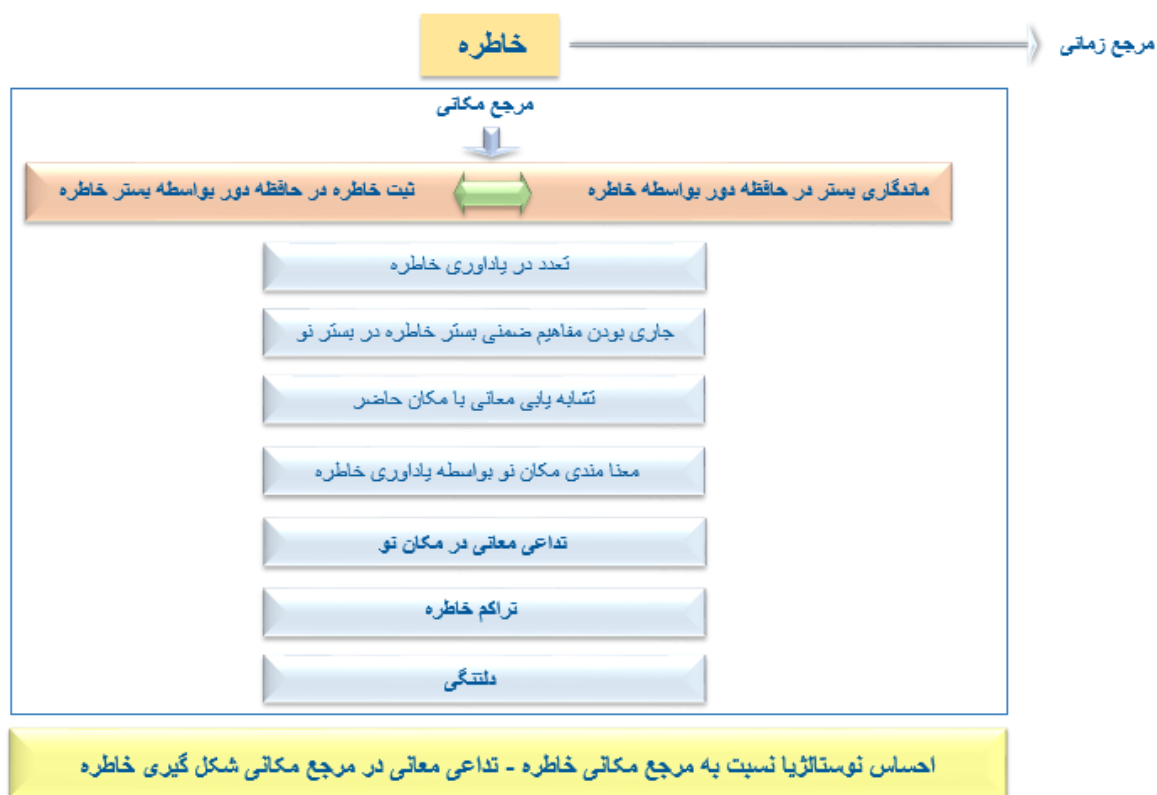 خاطره
مرجع زمانی
مرجع مکانی
ماندگاری بستر در حافظه دور بواسطه خاطره
ثبت خاطره در حافظه دور بواسطه بستر خاطره
تعدد در یاداوری خاطره
جاری بودن مفاهیم ضمنی بستر خاطره در بستر نو
تشابه یابی معانی با مکان حاضر
معنا مندی مکان نو بواسطه یاداوری خاطره
تداعی معانی در مکان نو
تراکم خاطره
دلتنگی
احساس نوستالژیا نسبت به مرجع مکانی خاطره - تداعی معانی در مرجع مکانی شکل گیری خاطره